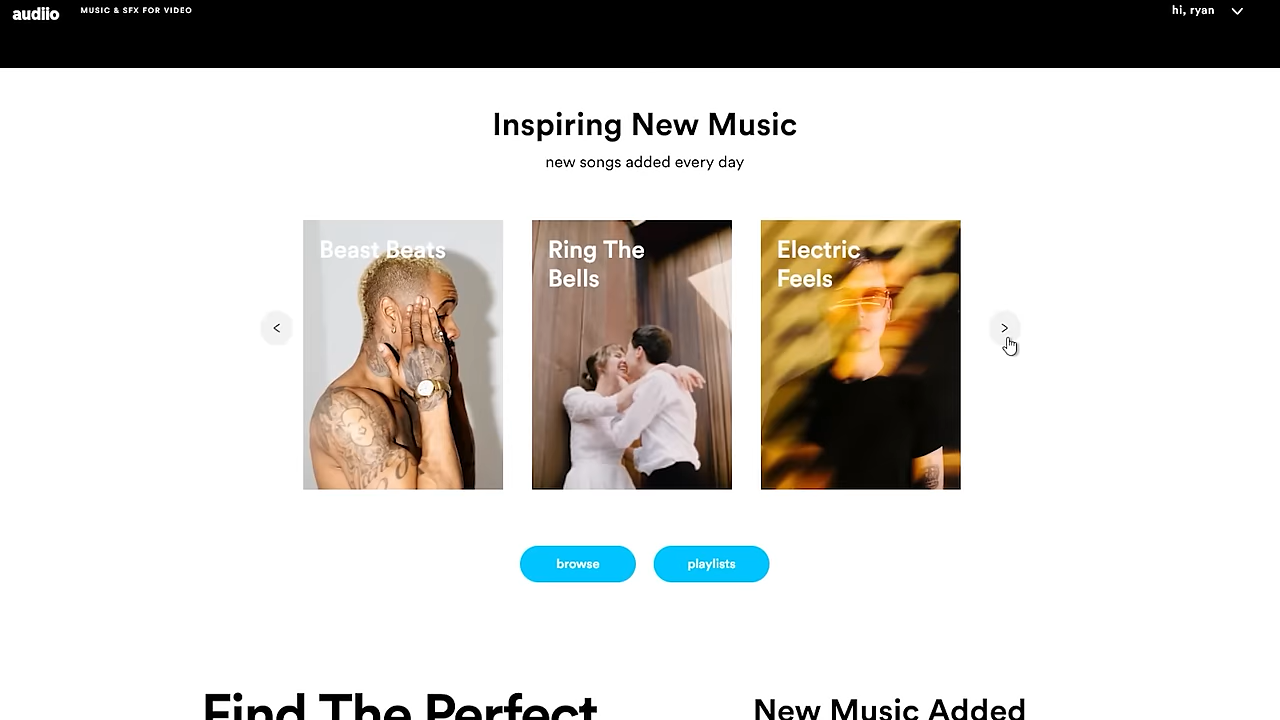 audiio
MUSIC & SFX FOR VIDEO
hi, ryan
Inspiring New Music
new songs added every day
Beast Beats
Ring The
Bells
Electric
Feels
<
>
browse
playlists
Find The Perfect
New Music Added